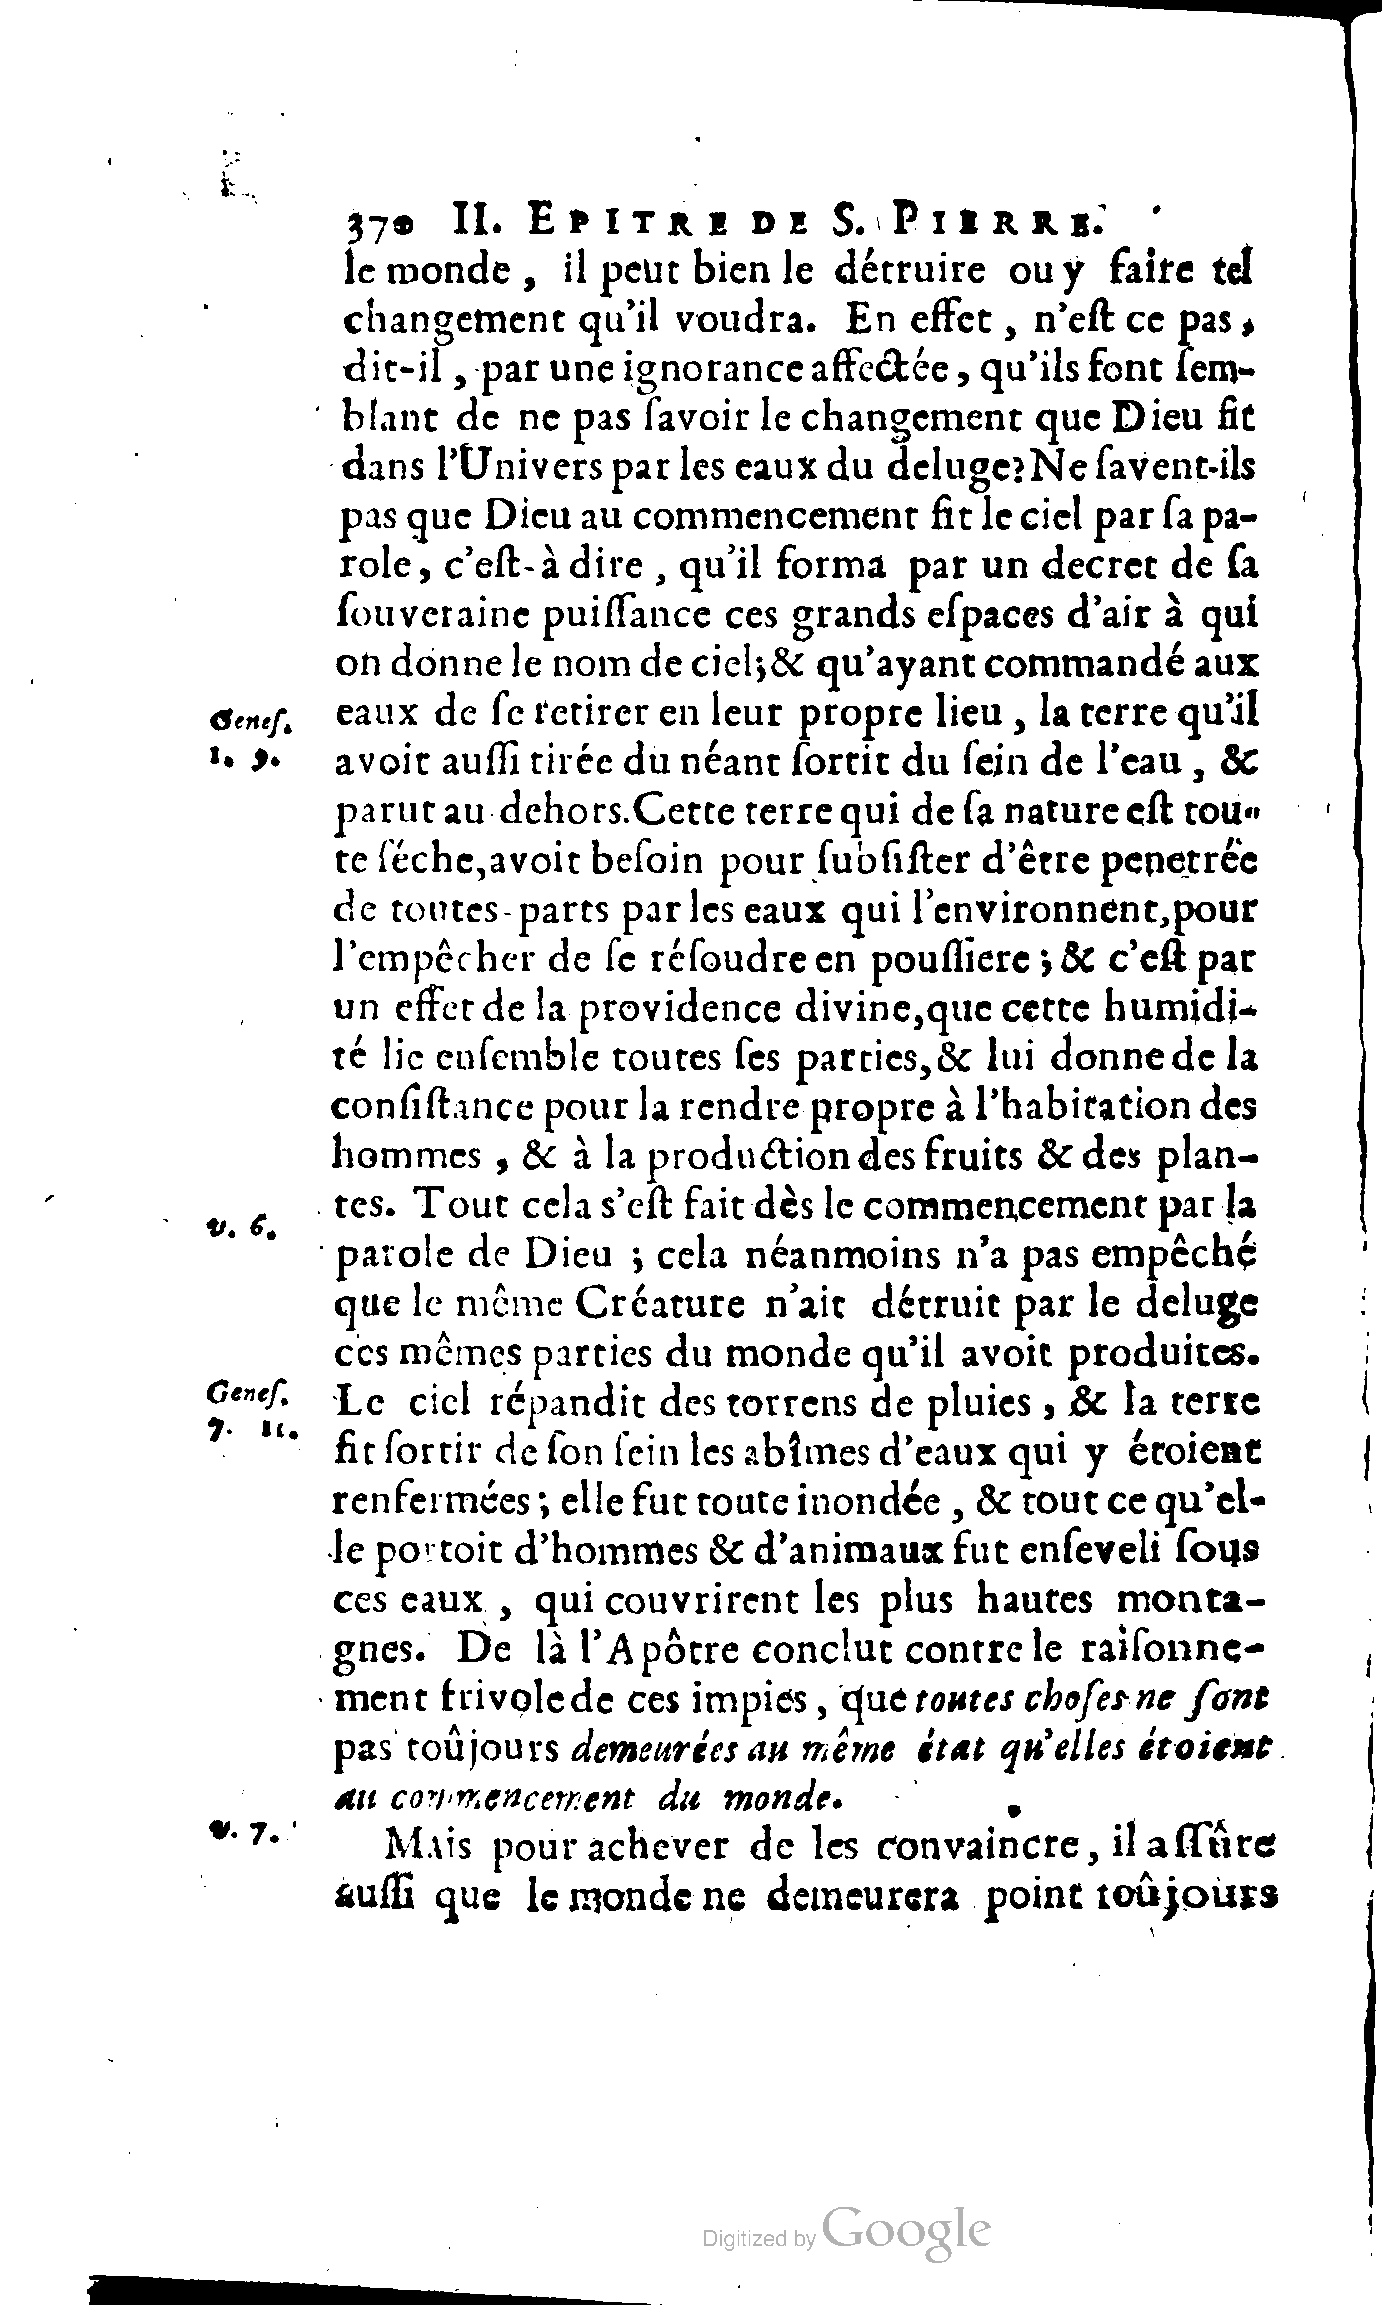 370 II. EPITRE DE S. PIERRE.
le monde, il peut bien le détruire ou y faire tel
changement qu'il voudra. En effet, n'eſt ce pas,
dit-il, par une ignorance affectée, qu'ils font ſem-
blant de ne pas ſavoir le changement que Dieu fit
dans l'Univers par les eaux du deluge? Ne ſavent-ils
pas que Dieu au commencement fit le ciel par ſa pa-
role, c'eſt-à dire, qu'il forma par un decret de ſa
ſouveraine puiſſance ces grands eſpaces d'air à qui
on donne le nom de ciel; & qu'ayant commandé aux
Geneſ.
1. 9.
eaux de ſe retirer en leur propre lieu, la terre qu'il
avoit auſſi tirée du néant ſortit du ſein de l'eau, &
parut au dehors. Cette terre qui de ſa nature eſt tou-
te ſéche, avoit beſoin pour ſubſiſter d'être penetrée
de toutes-parts par les eaux qui l'environnent, pour
l'empêcher de ſe réſoudre en pouſſiere; & c'eſt par
un effet de la providence divine, que cette humidi-
té lie enſemble toutes ſes parties, & lui donne de la
conſiſtance pour la rendre propre à l'habitation des
hommes, & à la production des fruits & des plan-
v. 6.
tes. Tout cela s'eſt fait dès le commencement par la
parole de Dieu; cela néanmoins n'a pas empêché
que le même Créature n'ait détruit par le deluge
ces mêmes parties du monde qu'il avoit produites.
Geneſ.
7. 11.
Le ciel répandit des torrens de pluies, & la terre
fit ſortir de ſon ſein les abîmes d'eaux qui y étoient
renfermées; elle fut toute inondée, & tout ce qu'el-
le portoit d'hommes & d'animaux fut enſeveli ſous
ces eaux, qui couvrirent les plus hautes monta-
gnes. De là l'Apôtre conclut contre le raiſonne-
ment frivole de ces impies, que toutes choſes ne ſont
pas toûjours demeurées au même état qu'elles étoient
au commencement du monde.
v. 7.
Mais pour achever de les convaincre, il aſſûre
auſſi que le monde ne demeurera point toûjours
Digitized by Google